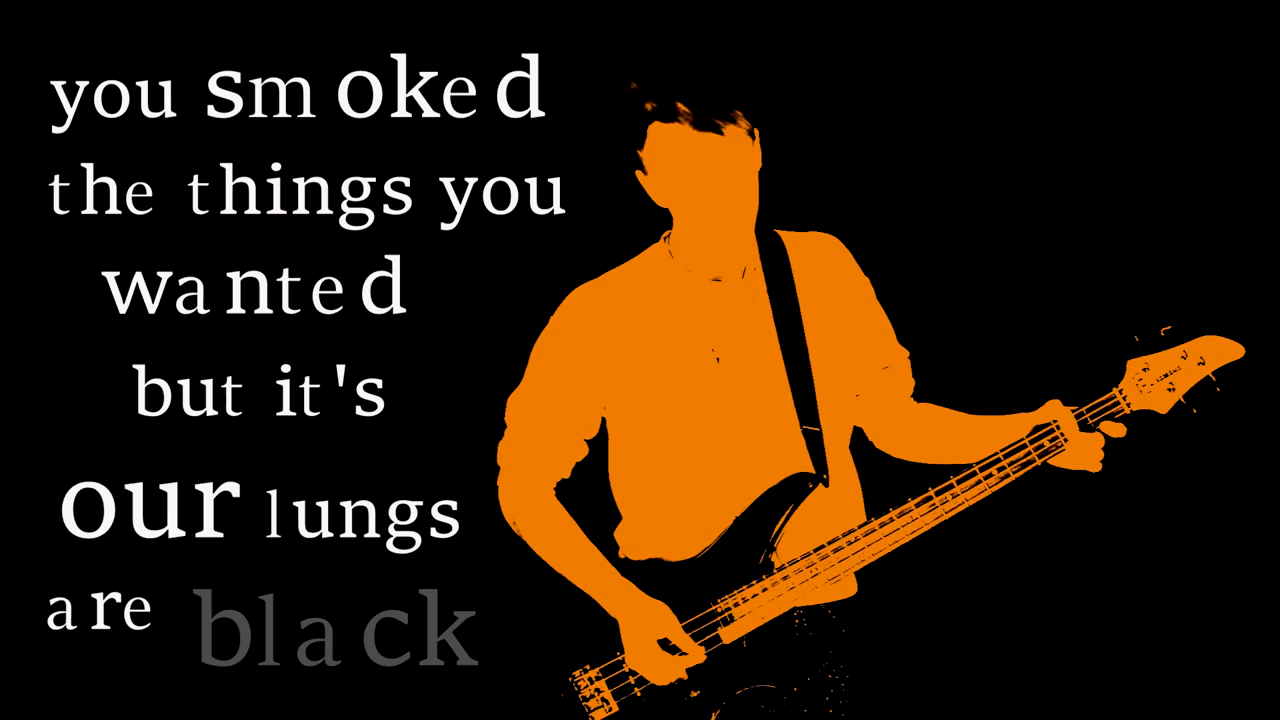 you smoked
the things you
wanted
but it's
our lungs
are black